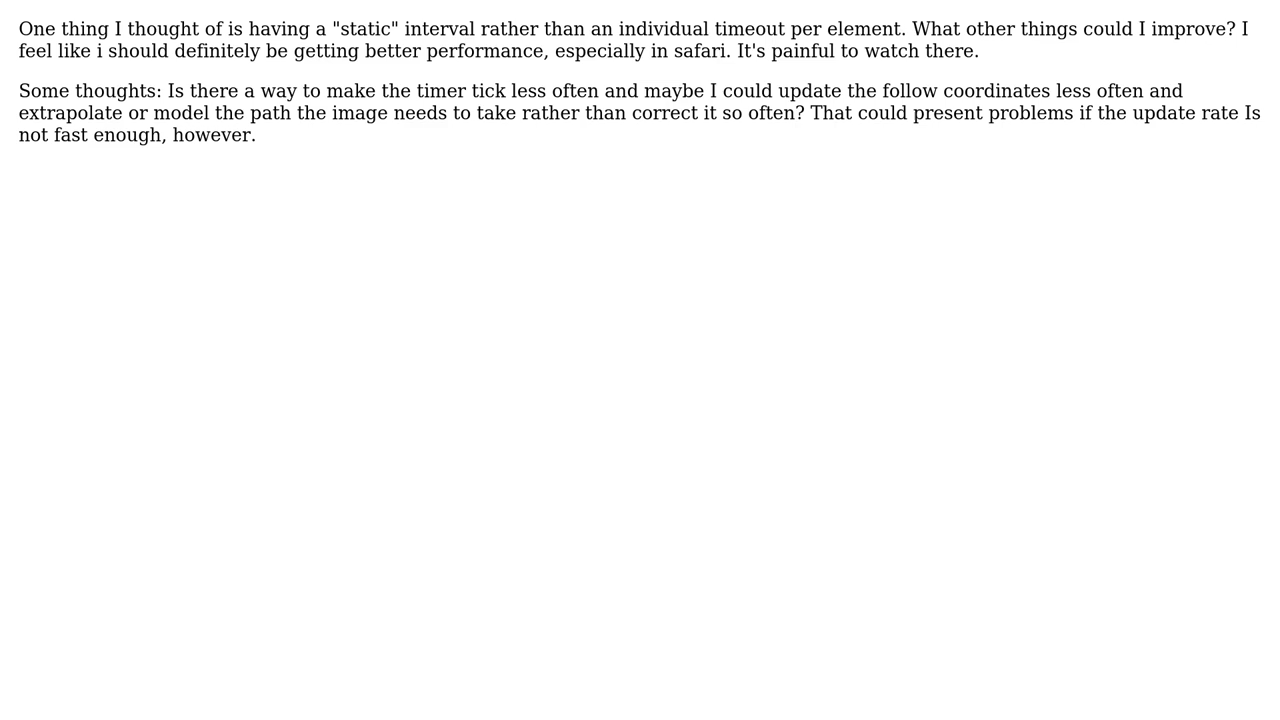 One thing I thought of is having a "static" interval rather than an individual timeout per element. What other things could I improve? I
feel like i should definitely be getting better performance, especially in safari. It's painful to watch there.
Some thoughts: Is there a way to make the timer tick less often and maybe I could update the follow coordinates less often and
extrapolate or model the path the image needs to take rather than correct it so often? That could present problems if the update rate Is
not fast enough, however.